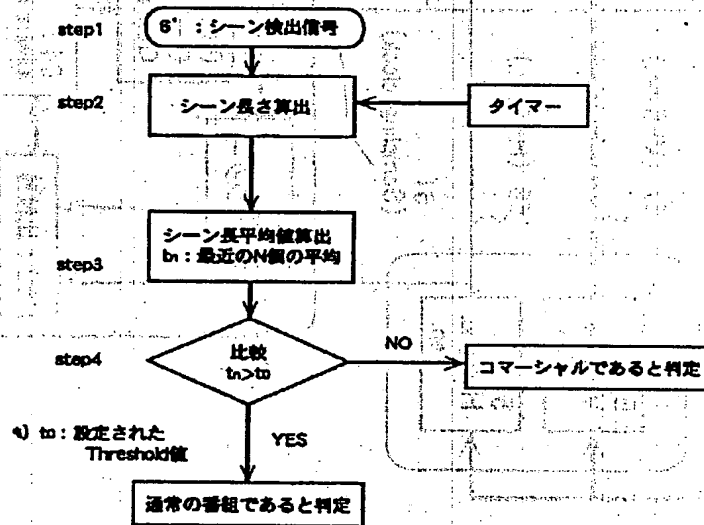 step1
6' : シーン検出信号
step2
シーン長さ算出
タイマー
step3
シーン長平均値算出
bn : 最近のN個の平均
step4
比較
tn>to
NO
コマーシャルであると判定
to : 設定された
Threshold値
YES
通常の番組であると判定